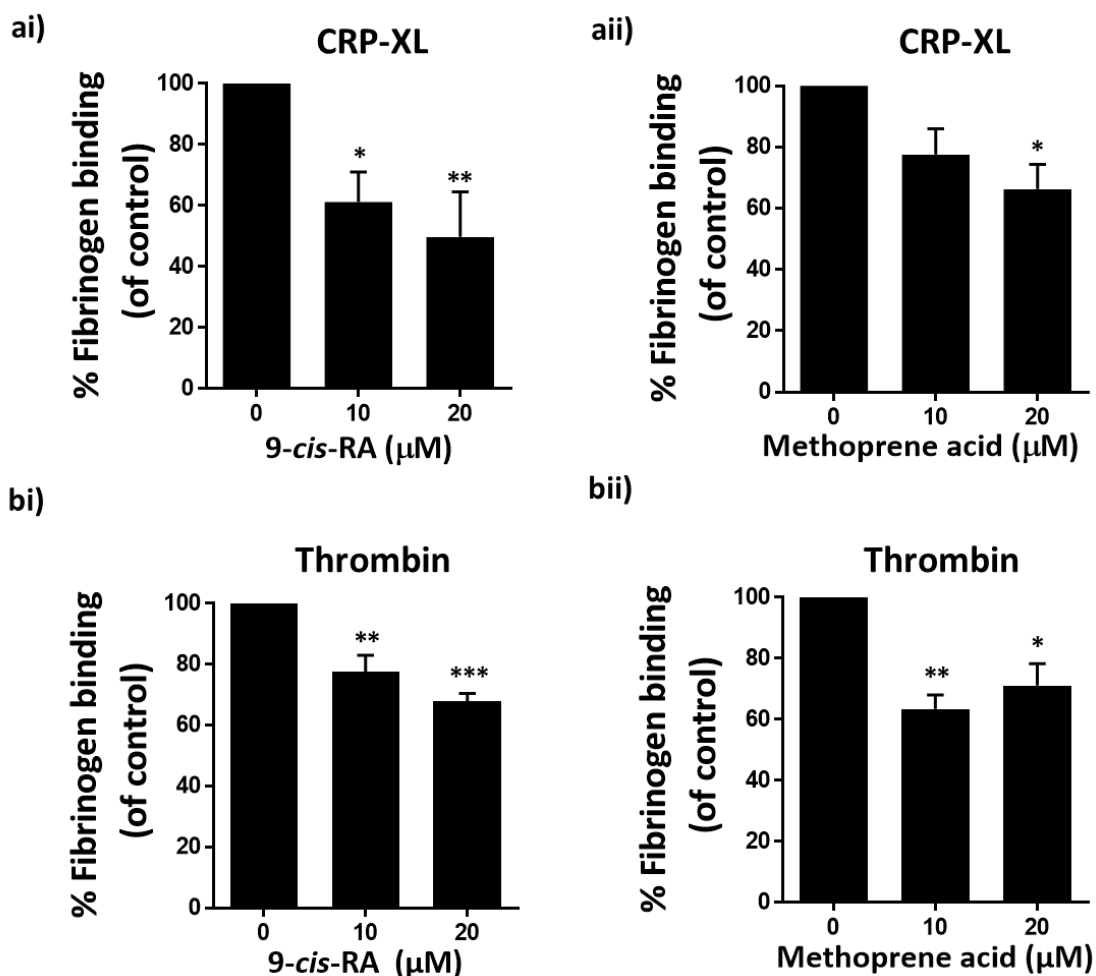 ai)
CRP-XL
% Fibrinogen binding
(of control)
100
80
60
40
20
0
*
**
0 10 20
9-cis-RA (μM)
aii)
CRP-XL
% Fibrinogen binding
(of control)
100
80
60
40
20
0
*
0 10 20
Methoprene acid (μM)
bi)
Thrombin
% Fibrinogen binding
(of control)
100
80
60
40
20
0
**
***
0 10 20
9-cis-RA (μM)
bii)
Thrombin
% Fibrinogen binding
(of control)
100
80
60
40
20
0
**
*
0 10 20
Methoprene acid (μM)